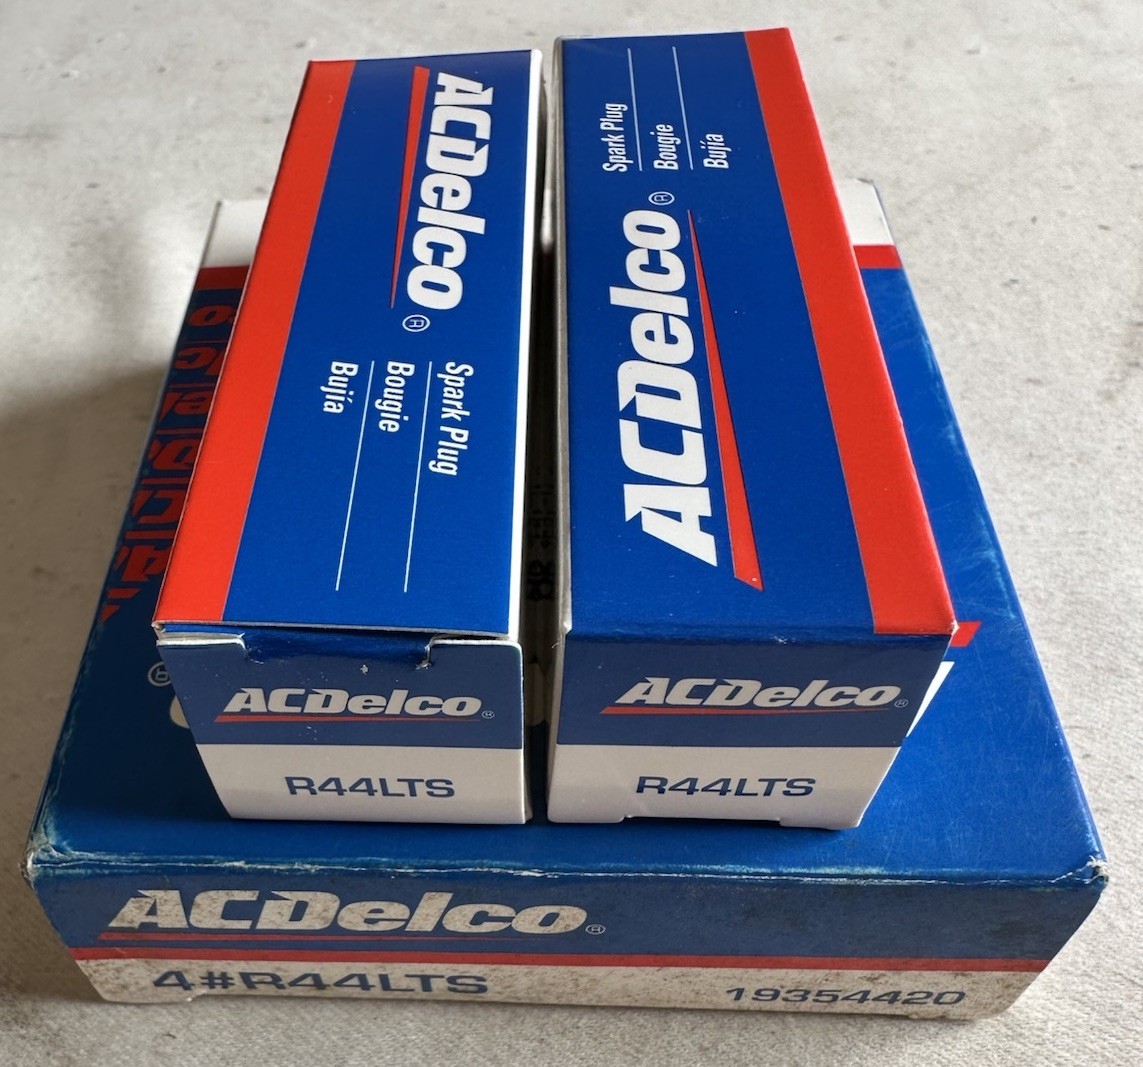 ACDelco®
Spark Plug
Bougie
Bujía
Spark Plug
Bougie
Bujía
ACDelco®
ACDelco®
R44LTS
ACDelco®
R44LTS
ACDelco®
4#R44LTS
19354420